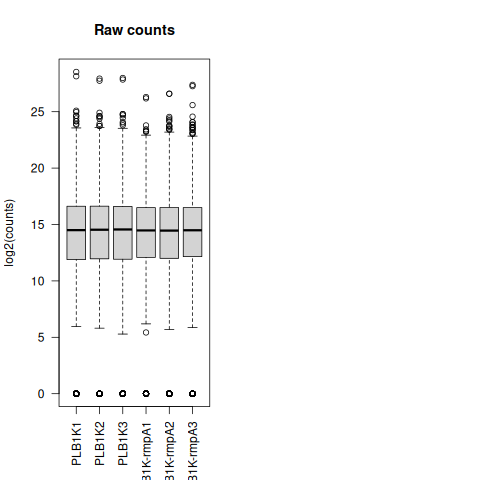 Raw counts
log2(counts)
25
20
15
10
5
0
PLB1K1
PLB1K2
PLB1K3
B1K-rmpA1
B1K-rmpA2
B1K-rmpA3